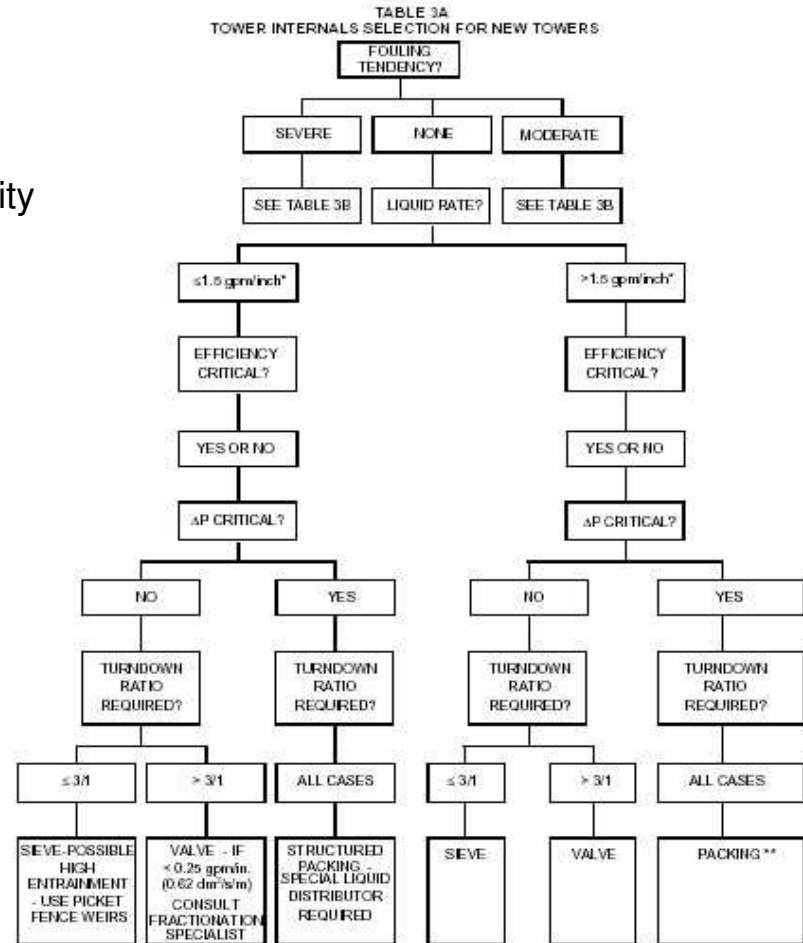 TABLE 3A
TOWER INTERNALS SELECTION FOR NEW TOWERS
FOULING
TENDENCY?
SEVERE
NONE
MODERATE
ity
SEE TABLE 3B
LIQUID RATE?
SEE TABLE 3B
≤1.5 gpm/inch*
>1.5 gpm/inch*
EFFICIENCY
CRITICAL?
EFFICIENCY
CRITICAL?
YES OR NO
YES OR NO
ΔP CRITICAL?
ΔP CRITICAL?
NO
YES
NO
YES
TURNDOWN
RATIO
REQUIRED?
TURNDOWN
RATIO
REQUIRED?
TURNDOWN
RATIO
REQUIRED?
TURNDOWN
RATIO
REQUIRED?
≤ 3/1
> 3/1
ALL CASES
≤ 3/1
> 3/1
ALL CASES
SIEVE-POSSIBLE
HIGH
ENTRAINMENT
- USE PICKET
FENCE WEIRS
VALVE - IF
< 0.25 gpm/in.
(0.62 dm³/s/m)
CONSULT
FRACTIONATION
SPECIALIST
STRUCTURED
PACKING -
SPECIAL LIQUID
DISTRIBUTOR
REQUIRED
SIEVE
VALVE
PACKING **